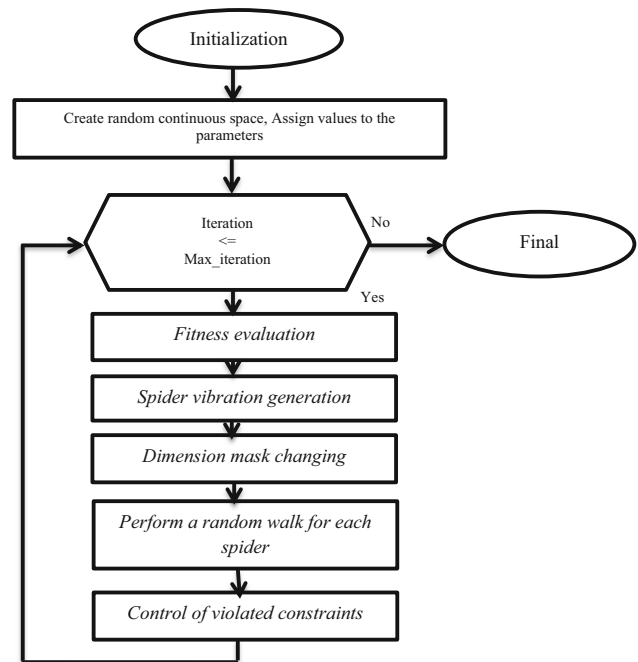 Initialization
Create random continuous space, Assign values to the
parameters
Iteration
<=
Max_iteration
No
Final
Yes
Fitness evaluation
Spider vibration generation
Dimension mask changing
Perform a random walk for each
spider
Control of violated constraints